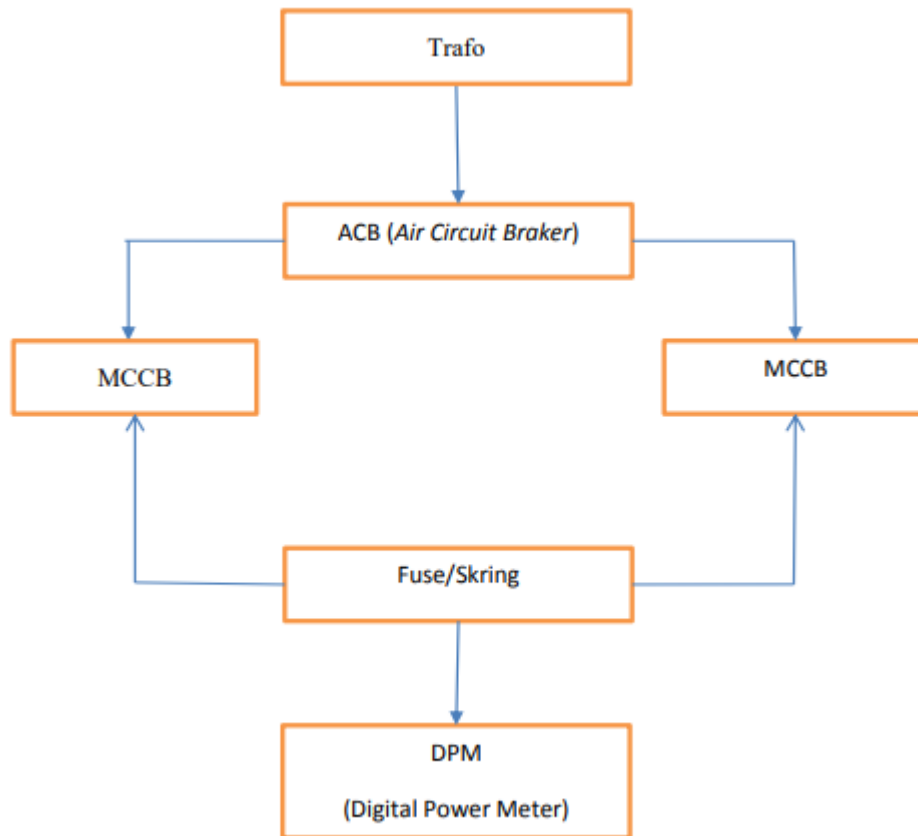 Trafo
ACB (Air Circuit Braker)
MCCB
MCCB
Fuse/Skring
DPM
(Digital Power Meter)